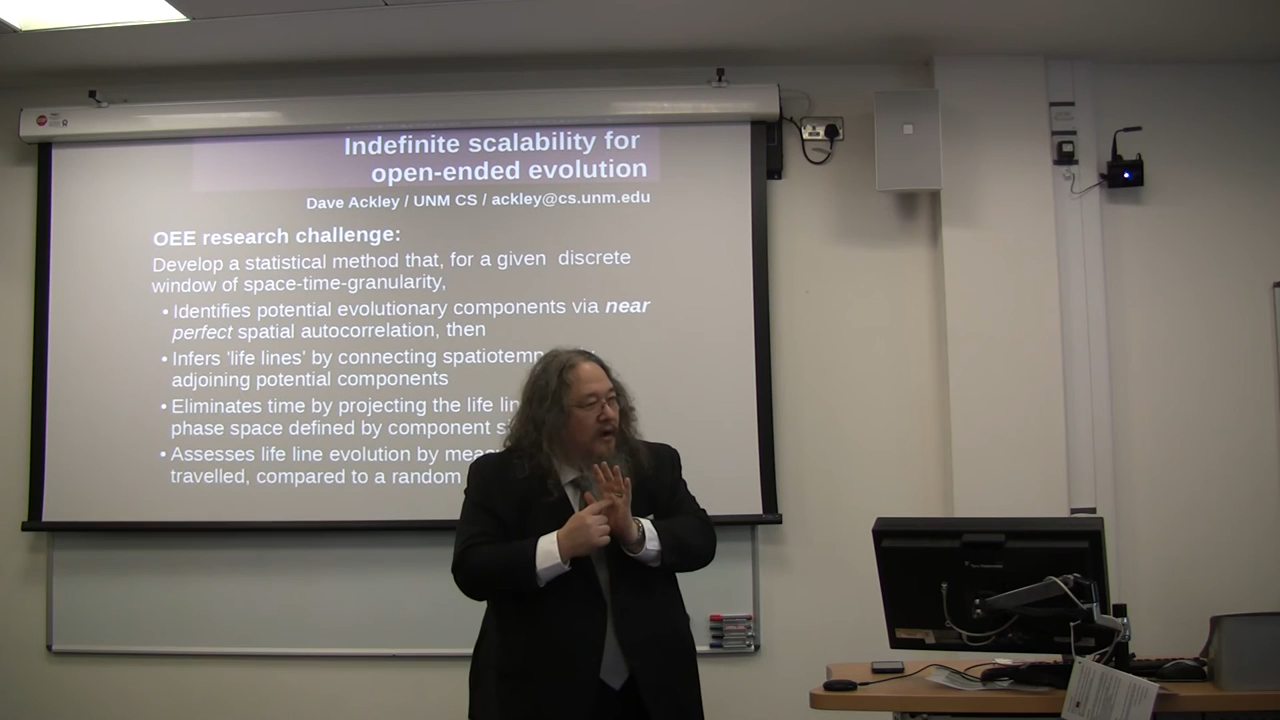 Indefinite scalability for
open-ended evolution
Dave Ackley / UNM CS / ackley@cs.unm.edu
OEE research challenge:
Develop a statistical method that, for a given discrete
window of space-time-granularity,
• Identifies potential evolutionary components via near
perfect spatial autocorrelation, then
• Infers 'life lines' by connecting
adjoining potential components
• Eliminates time by projecting the life
phase space defined by component
• Assesses life line evolution by
travelled, compared to a random